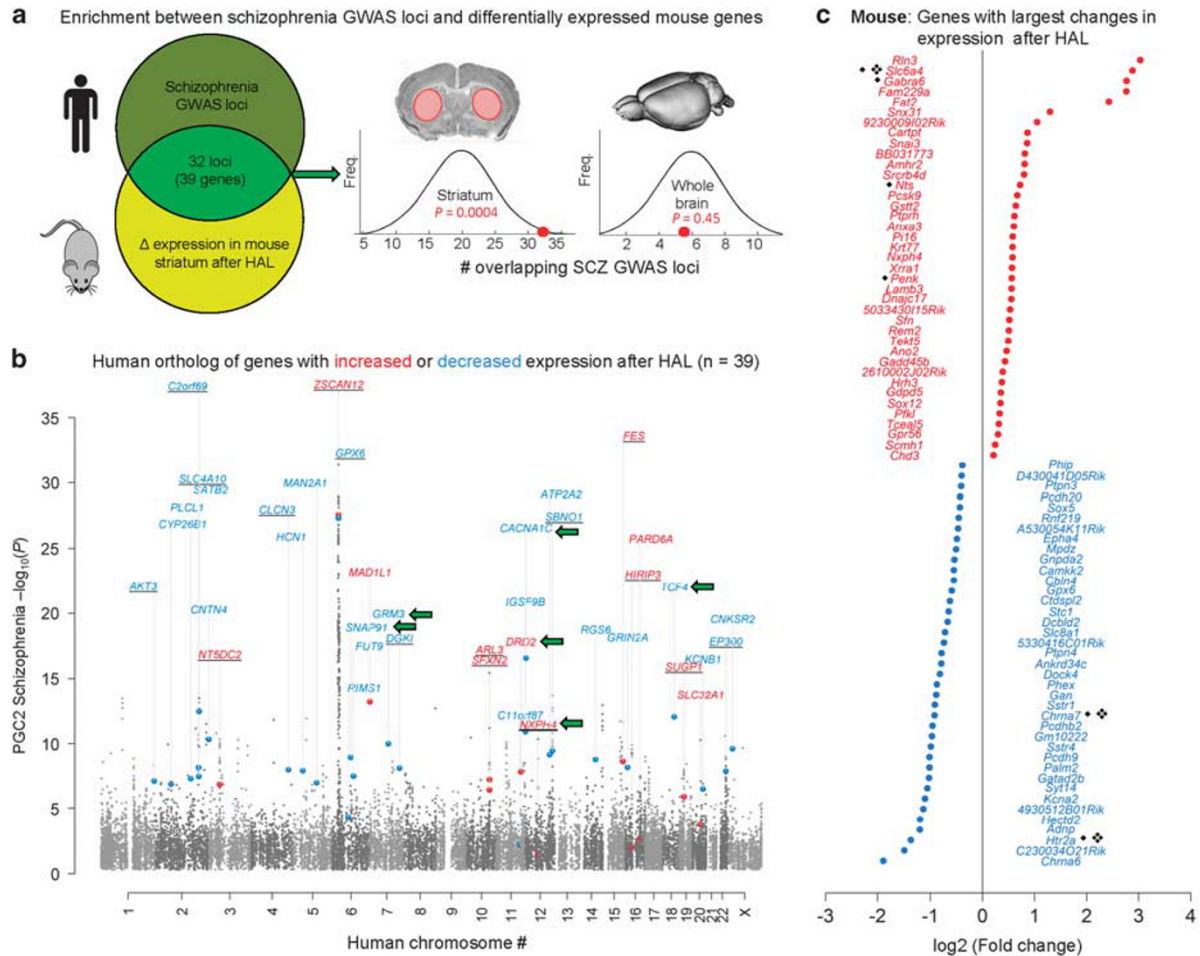 a Enrichment between schizophrenia GWAS loci and differentially expressed mouse genes
Schizophrenia
GWAS loci
32 loci
(39 genes)
Δ expression in mouse
striatum after HAL
Freq.
Striatum
P = 0.0004
5 10 15 20 25 30 35
Freq.
Whole
brain
P = 0.45
2 4 6 8 10
# overlapping SCZ GWAS loci
b Human ortholog of genes with increased or decreased expression after HAL (n = 39)
PGC2 Schizophrenia –log10(P)
35
30
25
20
15
10
5
0
C2orf69
ZSCAN12
FES
GPX6
SLC4A10
SATB2
MAN2A1
ATP2A2
PLCL1
CLCN3
SBNO1
CYP26B1
CACNA1C
HCN1
PARD6A
MAD1L1
HIRIP3
AKT3
TCF4
IGSF9B
CNTN4
GRM3
CNKSR2
SNAP91
RGS6
DGKI
GRIN2A
FUT9
DRD2
EP300
ARL3
NT5DC2
SFXN2
KCNB1
SUGP1
PIMS1
SLC32A1
C11orf87
NXPH4
1 2 3 4 5 6 7 8 9 10 11 12 13 14 15 16 17 18 19 20 21 22 X
Human chromosome #
c Mouse: Genes with largest changes in
expression after HAL
Rln3
Slc6a4
Gabra6
Fam229a
Fat2
Snx31
9230009I02Rik
Cartpt
Snai3
BB031773
Amhr2
Srcrb4d
Nts
Pcsk9
Gstt2
Ptprh
Anxa3
Pi16
Krt77
Nxph4
Xrra1
Penk
Lamb3
Dnajc17
5033430I15Rik
Sfn
Rem2
Tekt5
Ano2
Gadd45b
2610002J02Rik
Hrh3
Gdpd5
Sox12
Pfkl
Tceal5
Gpr56
Scmh1
Chd3
Phip
D430041D05Rik
Ptpn3
Pcdh20
Sox5
Rnf219
A530054K11Rik
Epha4
Mpdz
Gnpda2
Camkk2
Cbln4
Gpx6
Ctdspl2
Stc1
Dcbld2
Slc8a1
5330416C01Rik
Ptpn4
Ankrd34c
Dock4
Phex
Gan
Sstr1
Chrna7
Pcdhb2
Gm10222
Sstr4
Pcdh9
Palm2
Gatad2b
Syt14
Kcna2
4930512B01Rik
Hectd2
Adnp
Htr2a
C230034O21Rik
Chrna6
-3 -2 -1 0 1 2 3 4
log2 (Fold change)